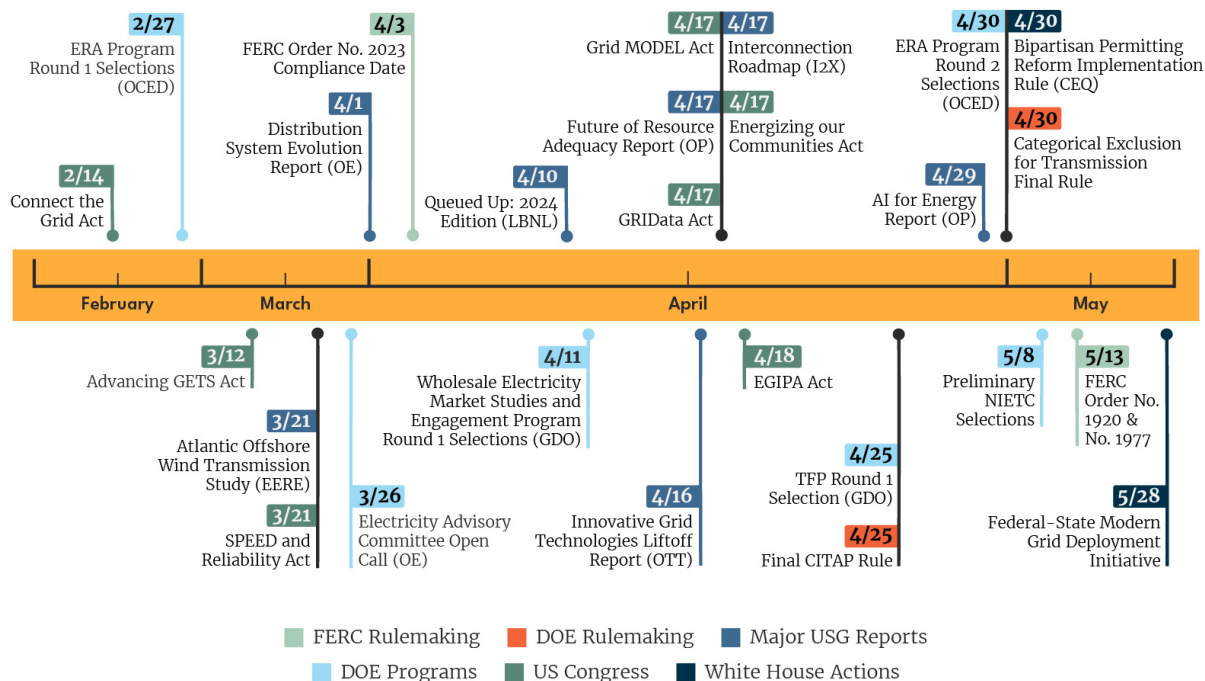 2/27
ERA Program
Round 1 Selections
(OCED)
2/14
Connect the
Grid Act
4/3
FERC Order No. 2023
Compliance Date
4/1
Distribution
System Evolution
Report (OE)
4/10
Queued Up: 2024
Edition (LBNL)
4/17
Grid MODEL Act
4/17
Interconnection
Roadmap (I2X)
4/17
Future of Resource
Adequacy Report (OP)
4/17
Energizing our
Communities Act
4/17
GRIData Act
4/30
ERA Program
Round 2
Selections
(OCED)
4/30
Bipartisan Permitting
Reform Implementation
Rule (CEQ)
4/30
Categorical Exclusion
for Transmission
Final Rule
4/29
AI for Energy
Report (OP)
February
March
April
May
3/12
Advancing GETS Act
3/21
Atlantic Offshore
Wind Transmission
Study (EERE)
3/21
SPEED and
Reliability Act
3/26
Electricity Advisory
Committee Open
Call (OE)
4/11
Wholesale Electricity
Market Studies and
Engagement Program
Round 1 Selections (GDO)
4/16
Innovative Grid
Technologies Liftoff
Report (OTT)
4/18
EGIPA Act
4/25
TFP Round 1
Selection (GDO)
4/25
Final CITAP Rule
5/8
Preliminary
NIETC
Selections
5/13
FERC
Order No.
1920 &
No. 1977
5/28
Federal-State Modern
Grid Deployment
Initiative
FERC Rulemaking
DOE Rulemaking
Major USG Reports
DOE Programs
US Congress
White House Actions